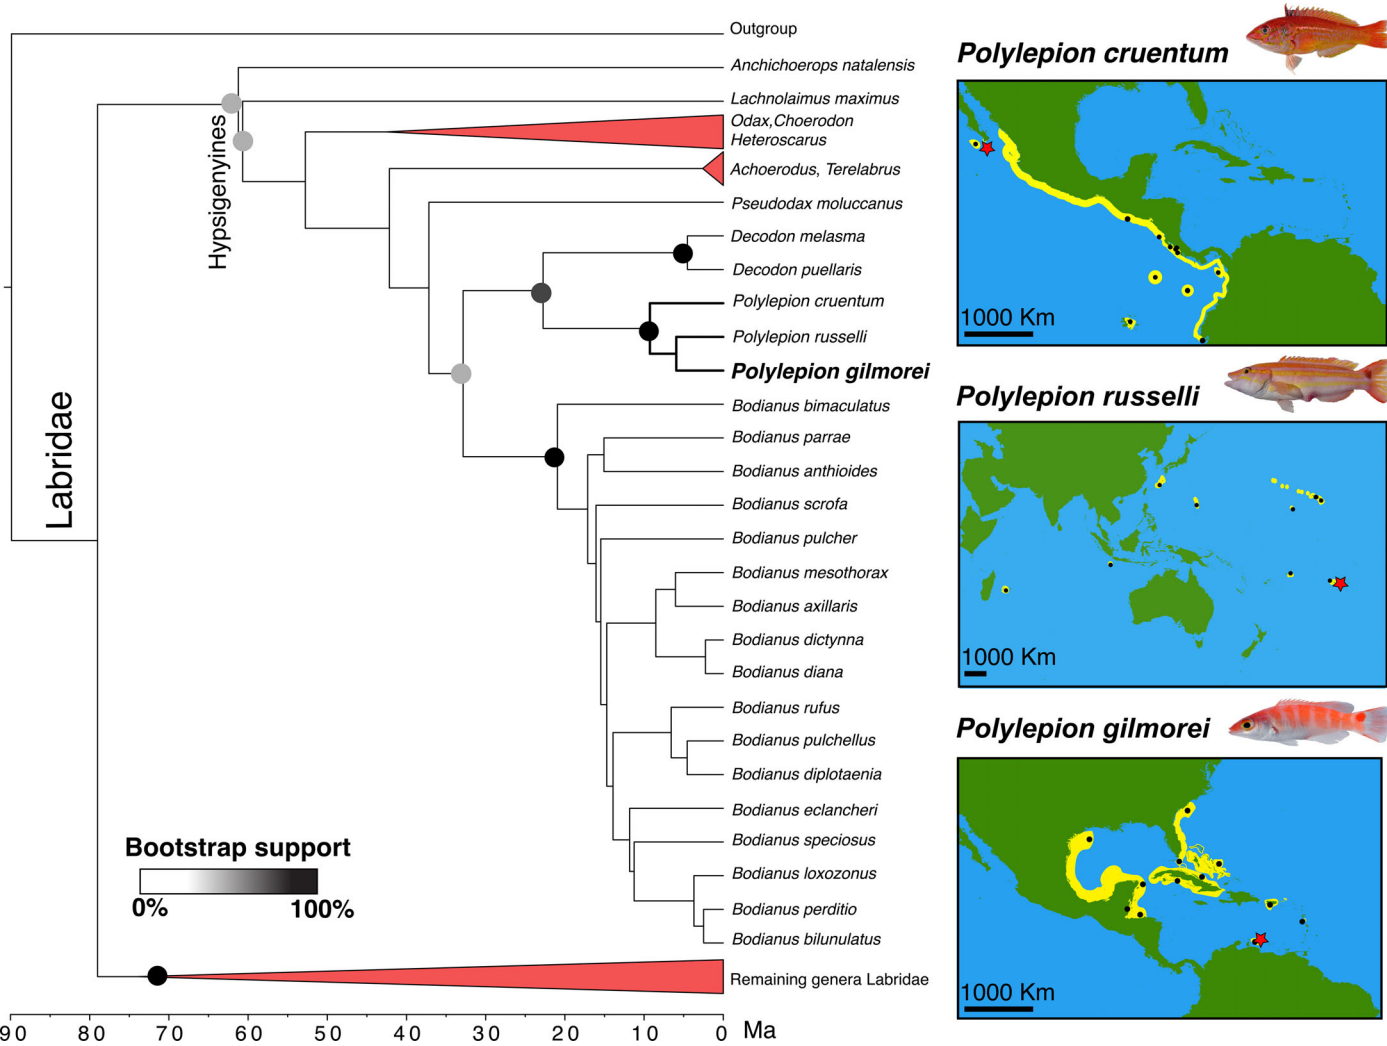 Outgroup
Anchichoerops natalensis
Lachnolaimus maximus
Odax,Choerodon
Heteroscarus
Achoerodus, Terelabrus
Pseudodax moluccanus
Decodon melasma
Decodon puellaris
Polylepion cruentum
Polylepion russelli
Polylepion gilmorei
Bodianus bimaculatus
Bodianus parrae
Bodianus anthioides
Bodianus scrofa
Bodianus pulcher
Bodianus mesothorax
Bodianus axillaris
Bodianus dictynna
Bodianus diana
Bodianus rufus
Bodianus pulchellus
Bodianus diplotaenia
Bodianus eclancheri
Bodianus speciosus
Bodianus loxozonus
Bodianus perditio
Bodianus bilunulatus
Remaining genera Labridae
Hypsigenyines
Labridae
Bootstrap support
0% 100%
90 80 70 60 50 40 30 20 10 0 Ma
Polylepion cruentum
1000 Km
Polylepion russelli
1000 Km
Polylepion gilmorei
1000 Km